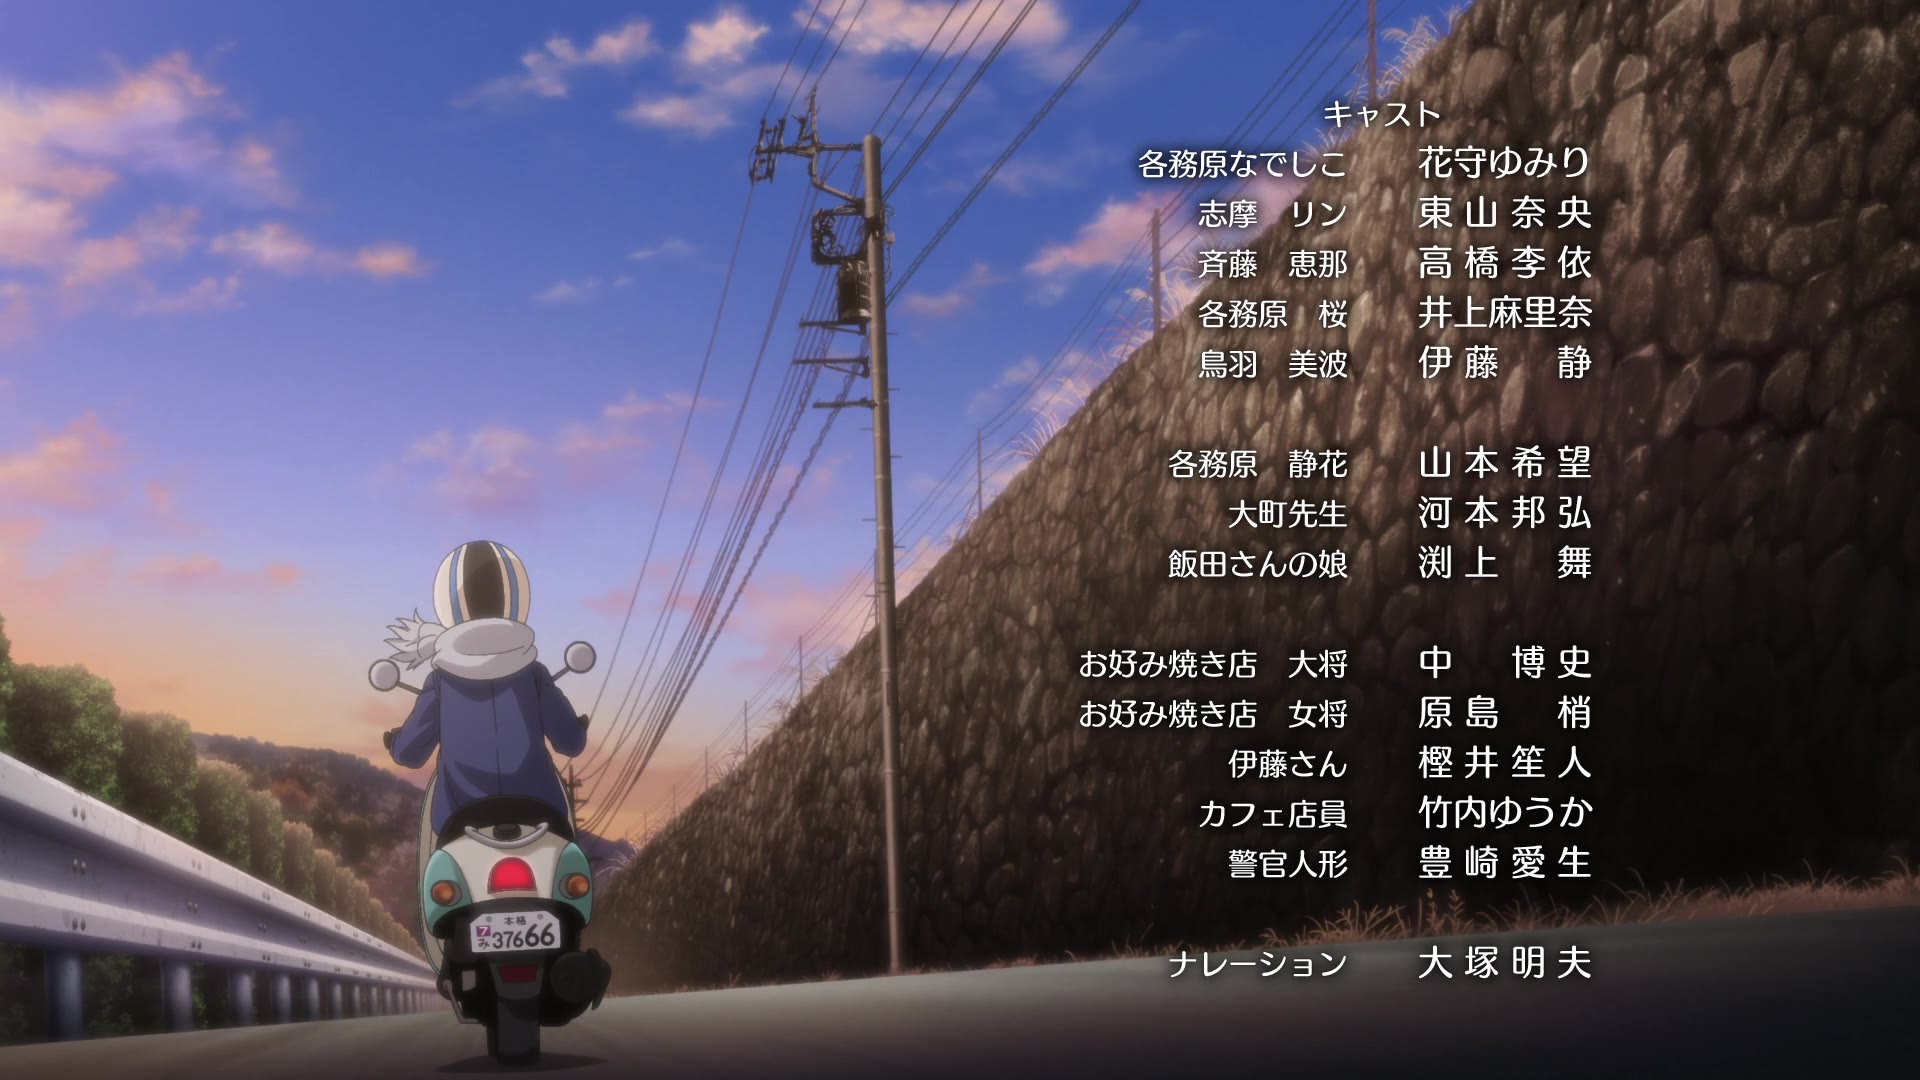 キャスト
各務原なでしこ　花守ゆみり
志摩　リン　東山奈央
斉藤　恵那　高橋李依
各務原　桜　井上麻里奈
鳥羽　美波　伊藤　静
各務原　静花　山本希望
大町先生　河本邦弘
飯田さんの娘　渕上　舞
お好み焼き店　大将　中　博史
お好み焼き店　女将　原島　梢
伊藤さん　樫井笙人
カフェ店員　竹内ゆうか
警官人形　豊崎愛生
ナレーション　大塚明夫
本栖
7
み 37666